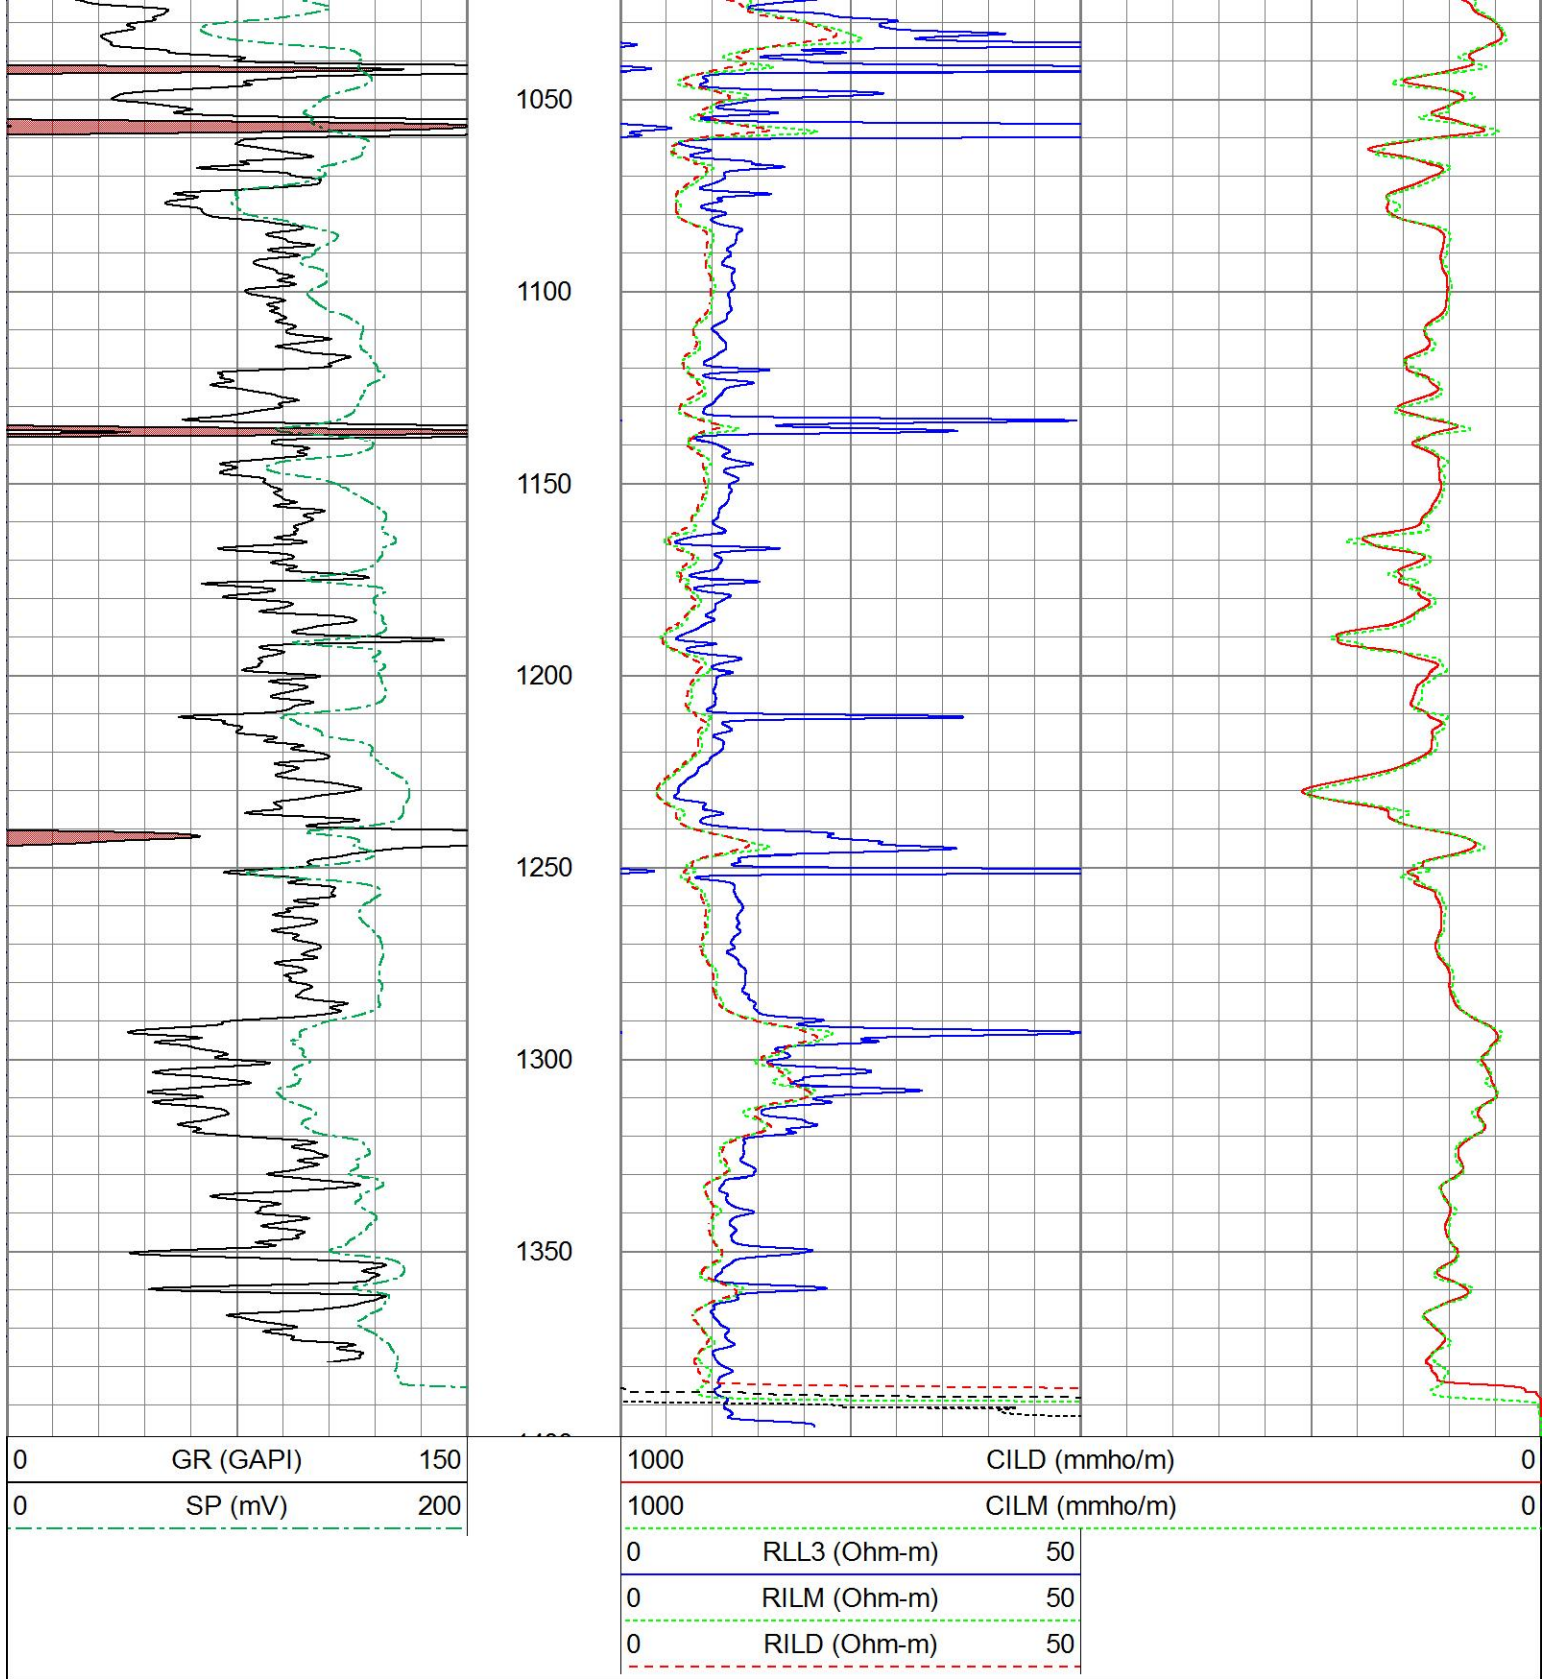 1050
1100
1150
1200
1250
1300
1350
0 GR (GAPI) 150
0 SP (mV) 200
1000 CILD (mmho/m) 0
1000 CILM (mmho/m) 0
0 RLL3 (Ohm-m) 50
0 RILM (Ohm-m) 50
0 RILD (Ohm-m) 50